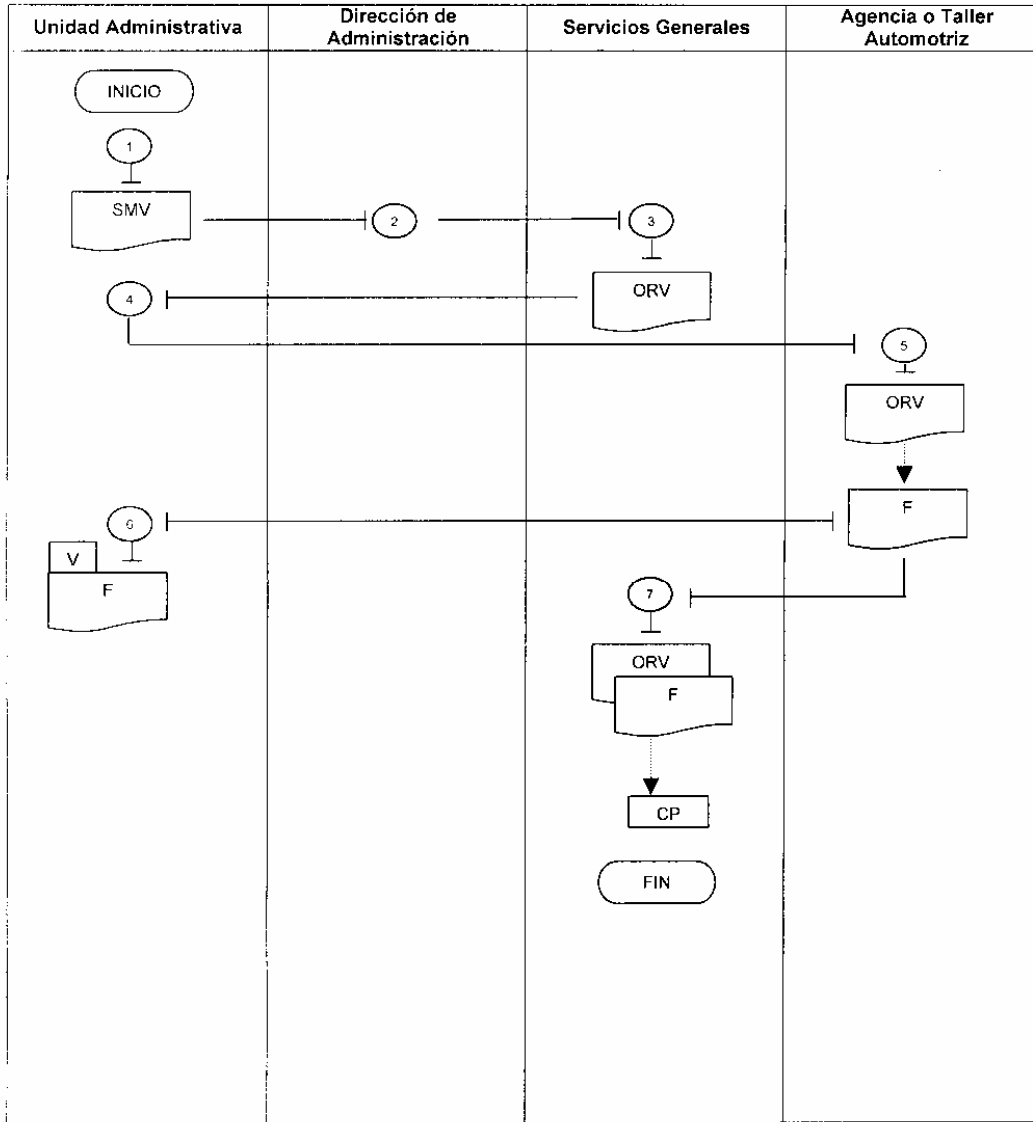 Unidad Administrativa
Dirección de
Administración
Servicios Generales
Agencia o Taller
Automotriz
INICIO
1
SMV
2
3
4
ORV
5
ORV
6
F
V
F
7
ORV
F
CP
FIN